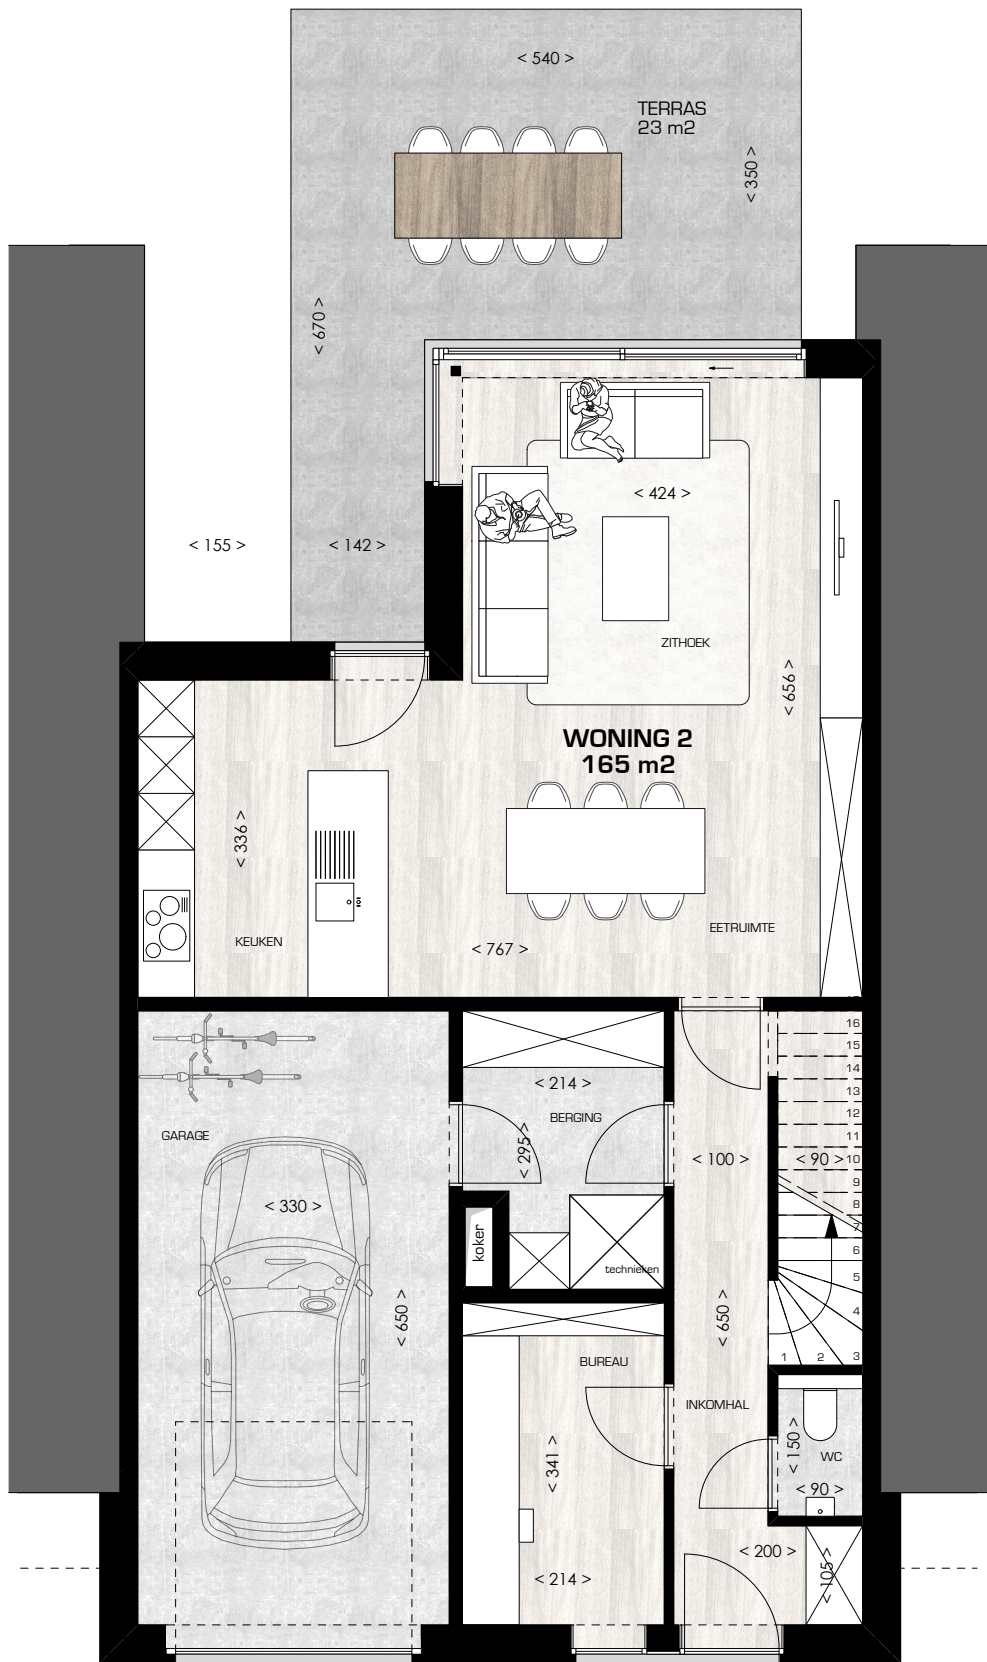 < 540 >
TERRAS
23 m2
< 350 >
< 670 >
< 424 >
< 155 >
< 142 >
ZITHOEK
< 656 >
WONING 2
165 m2
< 336 >
KEUKEN
EETRUIMTE
< 767 >
16
15
14
13
12
11
10
9
8
7
6
5
4
3
2
1
< 214 >
BERGING
GARAGE
< 295 >
< 100 >
< 90 >
< 330 >
koker
technieken
< 650 >
< 650 >
BUREAU
INKOMHAL
< 341 >
< 150 >
WC
< 90 >
< 200 >
< 105 >
< 214 >